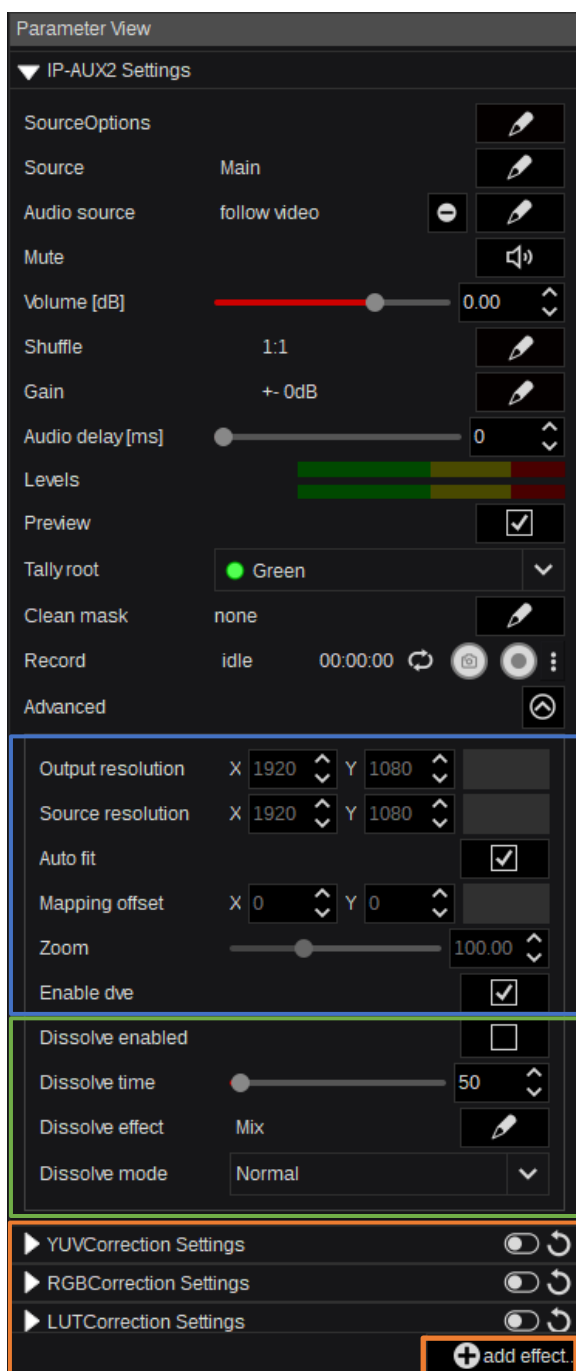 Parameter View
IP-AUX2 Settings
SourceOptions
Source Main
Audio source follow video
Mute
Volume [dB] 0.00
Shuffle 1:1
Gain +- 0dB
Audio delay [ms] 0
Levels
Preview
Tally root Green
Clean mask none
Record idle 00:00:00
Advanced
Output resolution X 1920 Y 1080
Source resolution X 1920 Y 1080
Auto fit
Mapping offset X 0 Y 0
Zoom 100.00
Enable dve
Dissolve enabled
Dissolve time 50
Dissolve effect Mix
Dissolve mode Normal
YUVCorrection Settings
RGBCorrection Settings
LUTCorrection Settings
add effect..